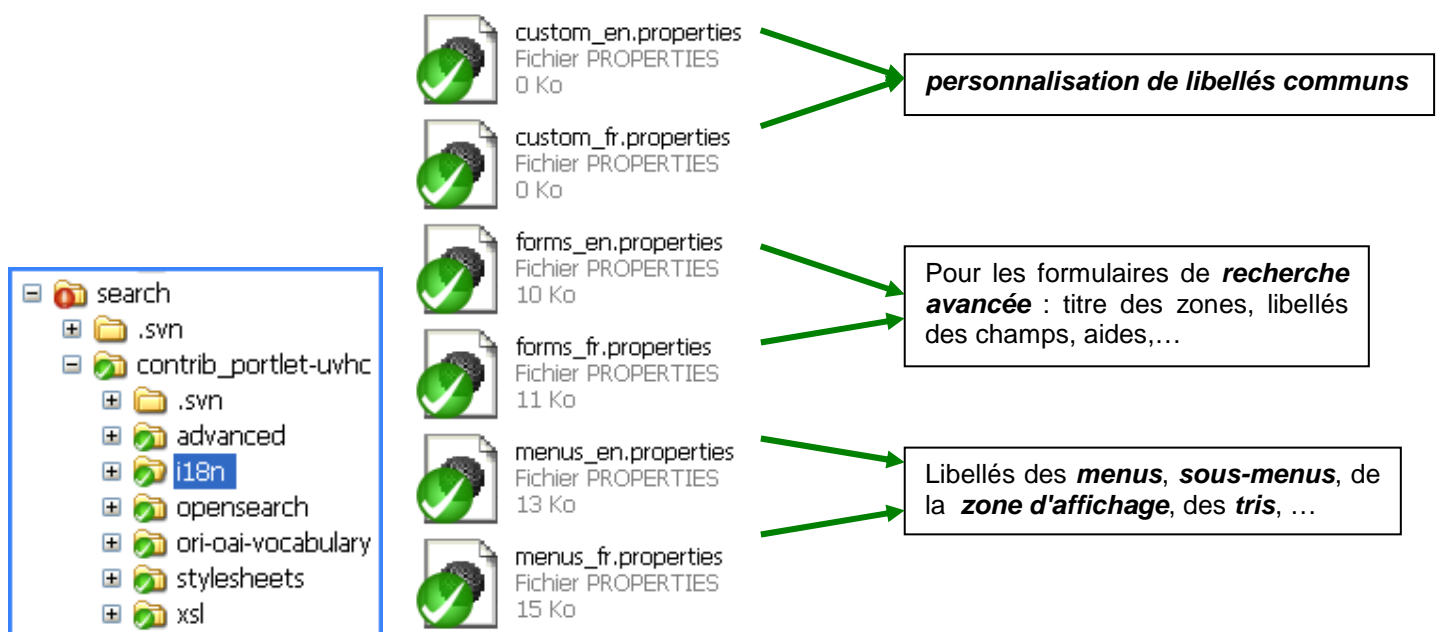 custom_en.properties
Fichier PROPERTIES
0 Ko
custom_fr.properties
Fichier PROPERTIES
0 Ko
personnalisation de libellés communs
forms_en.properties
Fichier PROPERTIES
10 Ko
forms_fr.properties
Fichier PROPERTIES
11 Ko
Pour les formulaires de recherche
avancée : titre des zones, libellés
des champs, aides,…
menus_en.properties
Fichier PROPERTIES
13 Ko
menus_fr.properties
Fichier PROPERTIES
15 Ko
Libellés des menus, sous-menus, de
la zone d'affichage, des tris, …
search
.svn
contrib_portlet-uvhc
.svn
advanced
i18n
opensearch
ori-oai-vocabulary
stylesheets
xsl